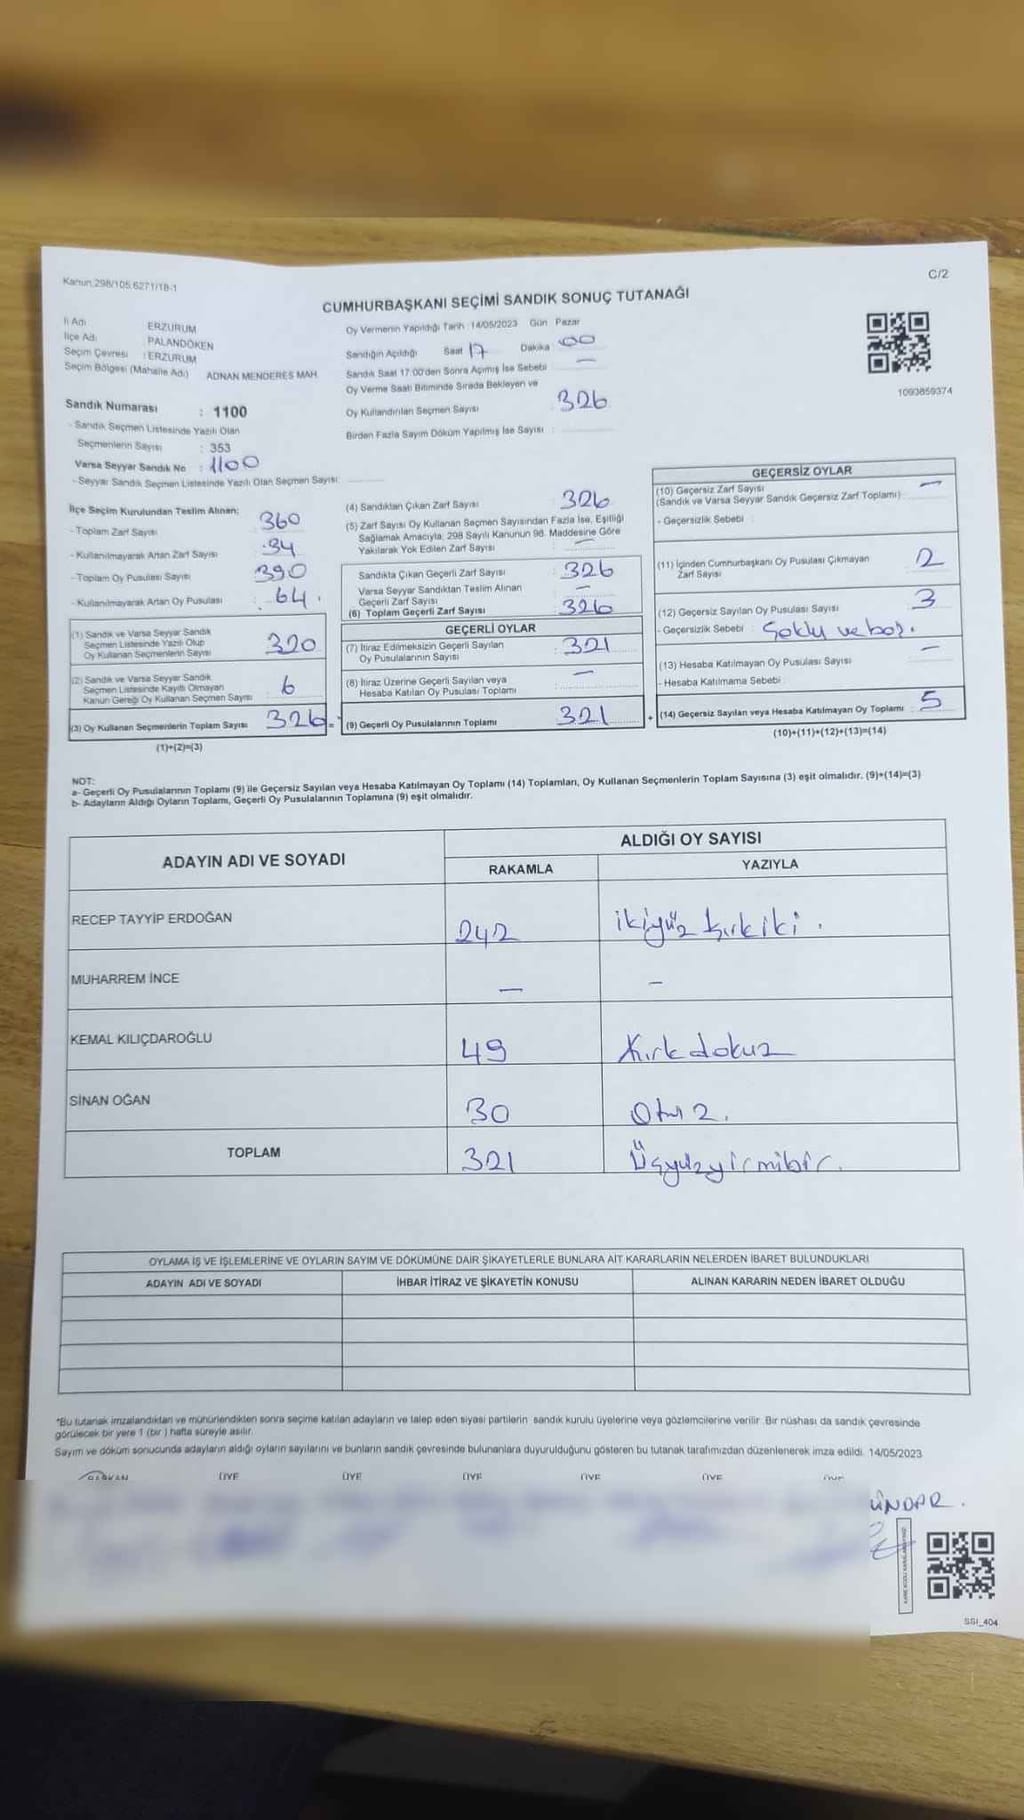 Kanun 298/105,6271/18-1
C/2
CUMHURBAŞKANI SEÇİMİ SANDIK SONUÇ TUTANAĞI
İl Adı ERZURUM
İlçe Adı PALANDÖKEN
Seçim Çevresi : ERZURUM
Seçim Bölgesi (Mahalle Adı) ADNAN MENDERES MAH.
Sandık Numarası : 1100
- Sandık Seçmen Listesinde Yazılı Olan
Seçmenlerin Sayısı : 353
Varsa Seyyar Sandık No : 1100
- Seyyar Sandık Seçmen Listesinde Yazılı Olan Seçmen Sayısı:
Oy Vermenin Yapıldığı Tarih :14/05/2023 Gün Pazar
Sandığın Açıldığı Saat 17 Dakika 00
Sandık Saat 17:00'den Sonra Açımış İse Sebebi —
Oy Verme Saati Bitiminde Sırada Bekleyen ve
Oy Kullandırılan Seçmen Sayısı : 326
Birden Fazla Sayım Döküm Yapılmış İse Sayısı :
1093859374
İlçe Seçim Kurulundan Teslim Alınan:
- Toplam Zarf Sayısı 360
- Kullanılmayarak Artan Zarf Sayısı 34
- Toplam Oy Pusulası Sayısı 390
- Kullanılmayarak Artan Oy Pusulası : 64
(1) Sandık ve Varsa Seyyar Sandık
Seçmen Listesinde Yazılı Olup
Oy Kullanan Seçmenlerin Sayısı 320
(2) Sandık ve Varsa Seyyar Sandık
Seçmen Listesinde Kayıtlı Olmayan
Kanun Gereği Oy Kullanan Seçmen Sayısı 6
(3) Oy Kullanan Seçmenlerin Toplam Sayısı 326 =
(1)+(2)=(3)
(4) Sandıktan Çıkan Zarf Sayısı 326
(5) Zarf Sayısı Oy Kullanan Seçmen Sayısından Fazla İse, Eşitliği
Sağlamak Amacıyla; 298 Sayılı Kanunun 98. Maddesine Göre
Yakılarak Yok Edilen Zarf Sayısı —
Sandıkta Çıkan Geçerli Zarf Sayısı : 326
Varsa Seyyar Sandıktan Teslim Alınan
Geçerli Zarf Sayısı —
(6) Toplam Geçerli Zarf Sayısı 326
GEÇERLİ OYLAR
(7) İtiraz Edilmeksizin Geçerli Sayılan
Oy Pusulalarının Sayısı : 321
(8) İtiraz Üzerine Geçerli Sayılan veya
Hesaba Katılan Oy Pusulası Toplamı —
(9) Geçerli Oy Pusulalarının Toplamı 321 +
GEÇERSİZ OYLAR
(10) Geçersiz Zarf Sayısı
(Sandık ve Varsa Seyyar Sandık Geçersiz Zarf Toplamı) —
- Geçersizlik Sebebi :
(11) İçinden Cumhurbaşkanı Oy Pusulası Çıkmayan
Zarf Sayısı 2
(12) Geçersiz Sayılan Oy Pusulası Sayısı 3
- Geçersizlik Sebebi : Şoklu ve boş.
(13) Hesaba Katılmayan Oy Pusulası Sayısı —
- Hesaba Katılmama Sebebi :
(14) Geçersiz Sayılan veya Hesaba Katılmayan Oy Toplamı : 5
(10)+(11)+(12)+(13)=(14)
NOT:
a- Geçerli Oy Pusulalarının Toplamı (9) ile Geçersiz Sayılan veya Hesaba Katılmayan Oy Toplamı (14) Toplamları, Oy Kullanan Seçmenlerin Toplam Sayısına (3) eşit olmalıdır. (9)+(14)=(3)
b- Adayların Aldığı Oyların Toplamı, Geçerli Oy Pusulalarının Toplamına (9) eşit olmalıdır.
ADAYIN ADI VE SOYADI ALDIĞI OY SAYISI
RAKAMLA YAZIYLA
RECEP TAYYİP ERDOĞAN 242 ikiyüz kırkiki.
MUHARREM İNCE — —
KEMAL KILIÇDAROĞLU 49 Kırkdokuz
SİNAN OĞAN 30 Otuz.
TOPLAM 321 Üçyüzyirmibir.
OYLAMA İŞ VE İŞLEMLERİNE VE OYLARIN SAYIM VE DÖKÜMÜNE DAİR ŞİKAYETLERLE BUNLARA AİT KARARLARIN NELERDEN İBARET BULUNDUKLARI
ADAYIN ADI VE SOYADI İHBAR İTİRAZ VE ŞİKAYETİN KONUSU ALINAN KARARIN NEDEN İBARET OLDUĞU
*Bu tutanak imzalandıktan ve mühürlendikten sonra seçime katılan adayların ve talep eden siyasi partilerin sandık kurulu üyelerine veya gözlemcilerine verilir. Bir nüshası da sandık çevresinde
görülecek bir yere 1 (bir) hafta süreyle asılır.
Sayım ve döküm sonucunda adayların aldığı oyların sayılarını ve bunların sandık çevresinde bulunanlara duyurulduğunu gösteren bu tutanak tarafımızdan düzenlenerek imza edildi. 14/05/2023
BAŞKAN ÜYE ÜYE ÜYE ÜYE ÜYE ÜYE
ÜNDAR.
SSI_404